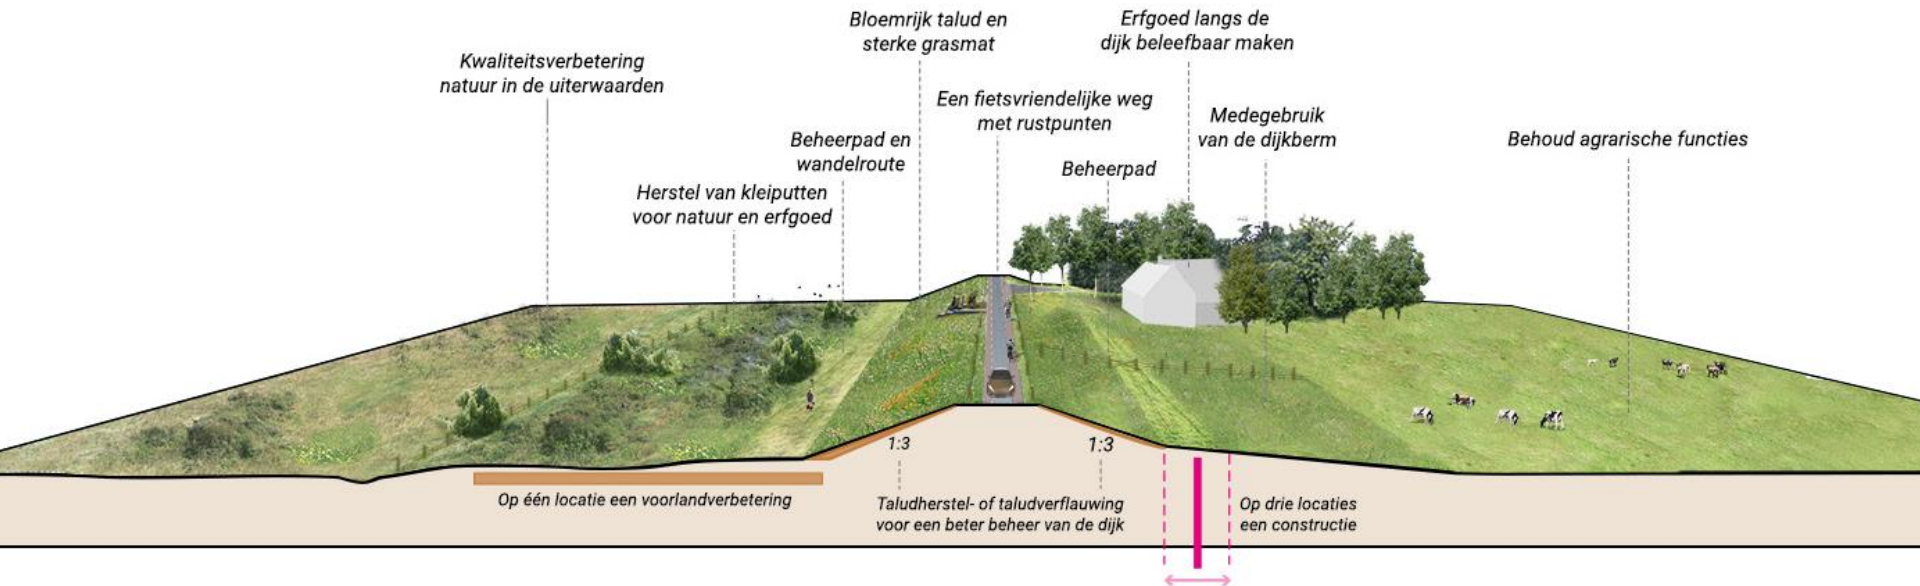 Kwaliteitsverbetering
natuur in de uiterwaarden
Herstel van kleiputten
voor natuur en erfgoed
Beheerpad en
wandelroute
Bloemrijk talud en
sterke grasmat
Een fietsvriendelijke weg
met rustpunten
Beheerpad
Erfgoed langs de
dijk beleefbaar maken
Medegebruik
van de dijkberm
Behoud agrarische functies
1:3
1:3
Op één locatie een voorlandverbetering
Taludherstel- of taludverflauwing
voor een beter beheer van de dijk
Op drie locaties
een constructie